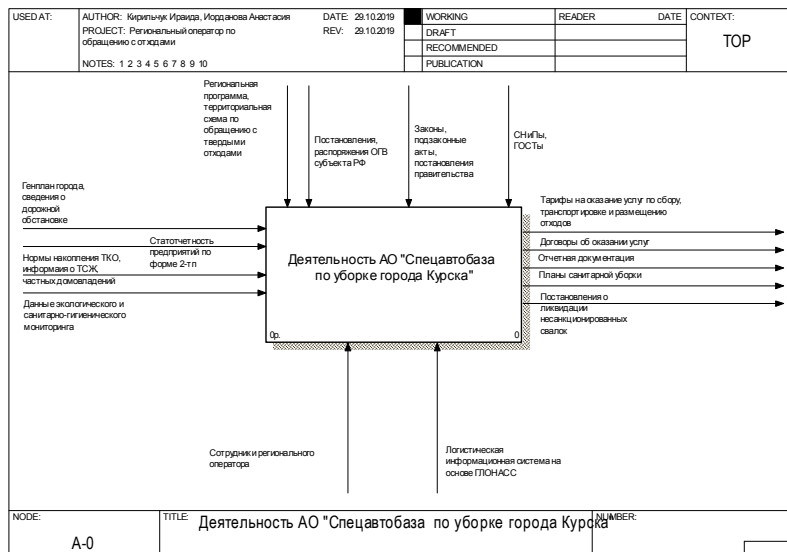 USED AT:
AUTHOR: Кирильчук Ираида, Иорданова Анастасия
DATE: 29.10.2019
PROJECT: Региональный оператор по
обращению с отходами
REV: 29.10.2019
NOTES: 1 2 3 4 5 6 7 8 9 10
WORKING
DRAFT
RECOMMENDED
PUBLICATION
READER
DATE
CONTEXT:
TOP
Региональная
программа,
территориальная
схема по
обращению с
твердыми
отходами
Постановления,
распоряжения ОГВ
субъекта РФ
Законы,
подзаконные
акты,
постановления
правительства
СНиПы,
ГОСТы
Генплан города,
сведения о
дорожной
обстановке
Статотчетность
предприятий по
форме 2-тп
Нормы накопления ТКО,
информаия о ТСЖ,
частных домовладений
Данные экологического и
санитарно-гигиенического
мониторинга
Деятельность АО "Спецавтобаза
по уборке города Курска"
0р.
0
Тарифы на оказание услуг по сбору,
транспортировке и размещению
отходов
Договоры об оказании услуг
Отчетная документация
Планы санитарной уборки
Постановления о
ликвидации
несанкционированных
свалок
Сотрудники регионального
оператора
Логистическая
информационная система на
основе ГЛОНАСС
NODE:
A-0
TITLE:
Деятельность АО "Спецавтобаза по уборке города Курска"
NUMBER: